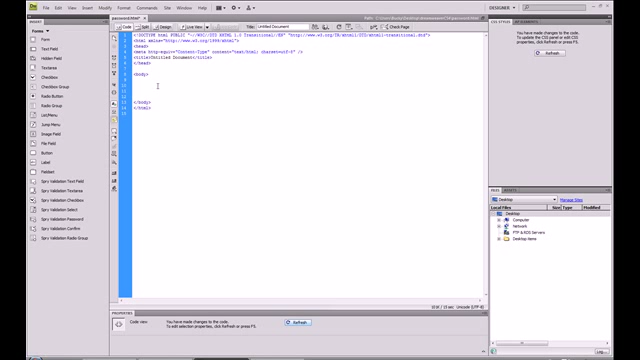 File Edit View Insert Modify Format Commands Site Window Help
DESIGNER
password.html*
Code Split Design Live View Title: Untitled Document Check Page
Insert
Forms
Form
Text Field
Hidden Field
Textarea
Checkbox
Checkbox Group
Radio Button
Radio Group
List/Menu
Jump Menu
Image Field
File Field
Button
Label
Fieldset
Spry Validation Textfield
Spry Validation Textarea
Spry Validation Checkbox
Spry Validation Select
Spry Validation Password
Spry Validation Confirm
Spry Validation Radio Group
<!DOCTYPE html PUBLIC "-//W3C//DTD XHTML 1.0 Transitional//EN" "http://www.w3.org/TR/xhtml1/DTD/xhtml1-transitional.dtd">
<html xmlns="http://www.w3.org/1999/xhtml">
<head>
<meta http-equiv="Content-Type" content="text/html; charset=utf-8" />
<title>Untitled Document</title>
</head>
<body>
</body>
</html>
CSS STYLES
You have made changes to the code.
To update the CSS panel or edit CSS properties, click Refresh or press F5.
Refresh
FILES ASSETS
Desktop Manage Sites
Local Files Size Type Modified
Desktop
Computer
Network
FTP & RDS Servers
Desktop items
Log...
Unicode (UTF-8)
PROPERTIES
Code view
You have made changes to the code.
To edit selection properties, click Refresh or press F5.
Refresh